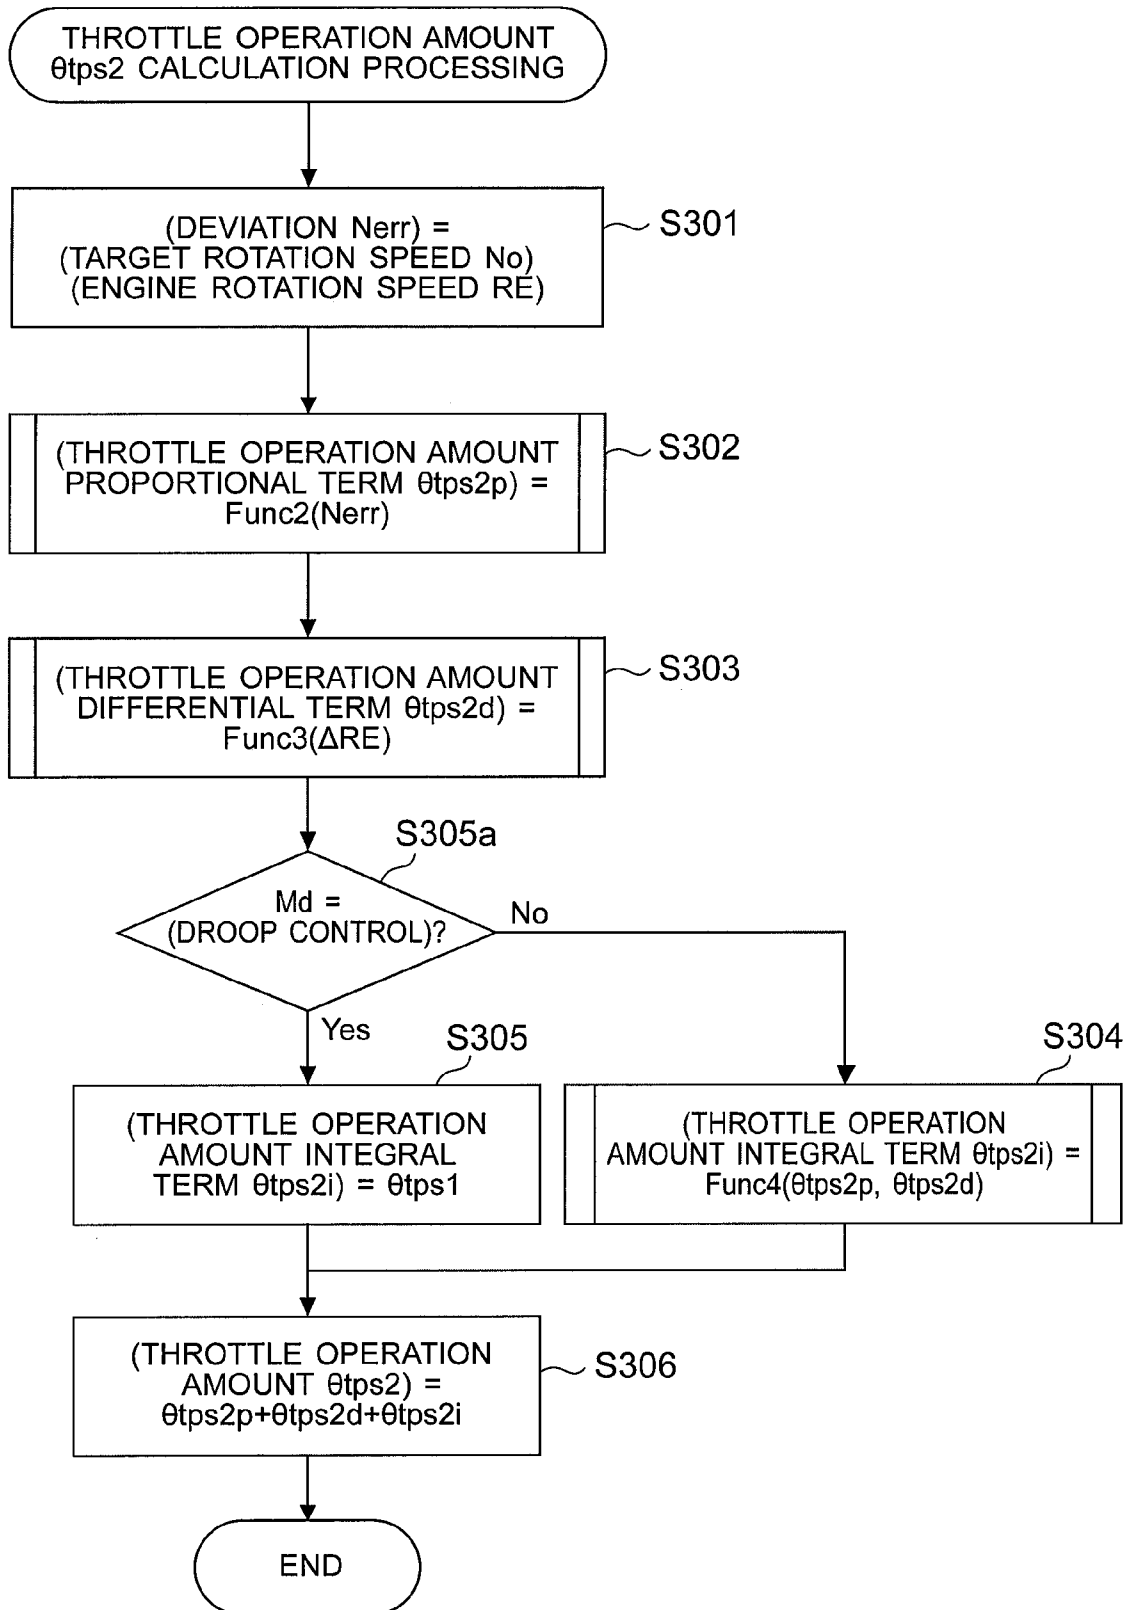 THROTTLE OPERATION AMOUNT
θtps2 CALCULATION PROCESSING
(DEVIATION Nerr) =
(TARGET ROTATION SPEED No)
(ENGINE ROTATION SPEED RE)
S301
(THROTTLE OPERATION AMOUNT
PROPORTIONAL TERM θtps2p) =
Func2(Nerr)
S302
(THROTTLE OPERATION AMOUNT
DIFFERENTIAL TERM θtps2d) =
Func3(ΔRE)
S303
S305a
Md =
(DROOP CONTROL)?
No
Yes
S305
(THROTTLE OPERATION
AMOUNT INTEGRAL
TERM θtps2i) = θtps1
S304
(THROTTLE OPERATION
AMOUNT INTEGRAL TERM θtps2i) =
Func4(θtps2p, θtps2d)
(THROTTLE OPERATION
AMOUNT θtps2) =
θtps2p+θtps2d+θtps2i
S306
END